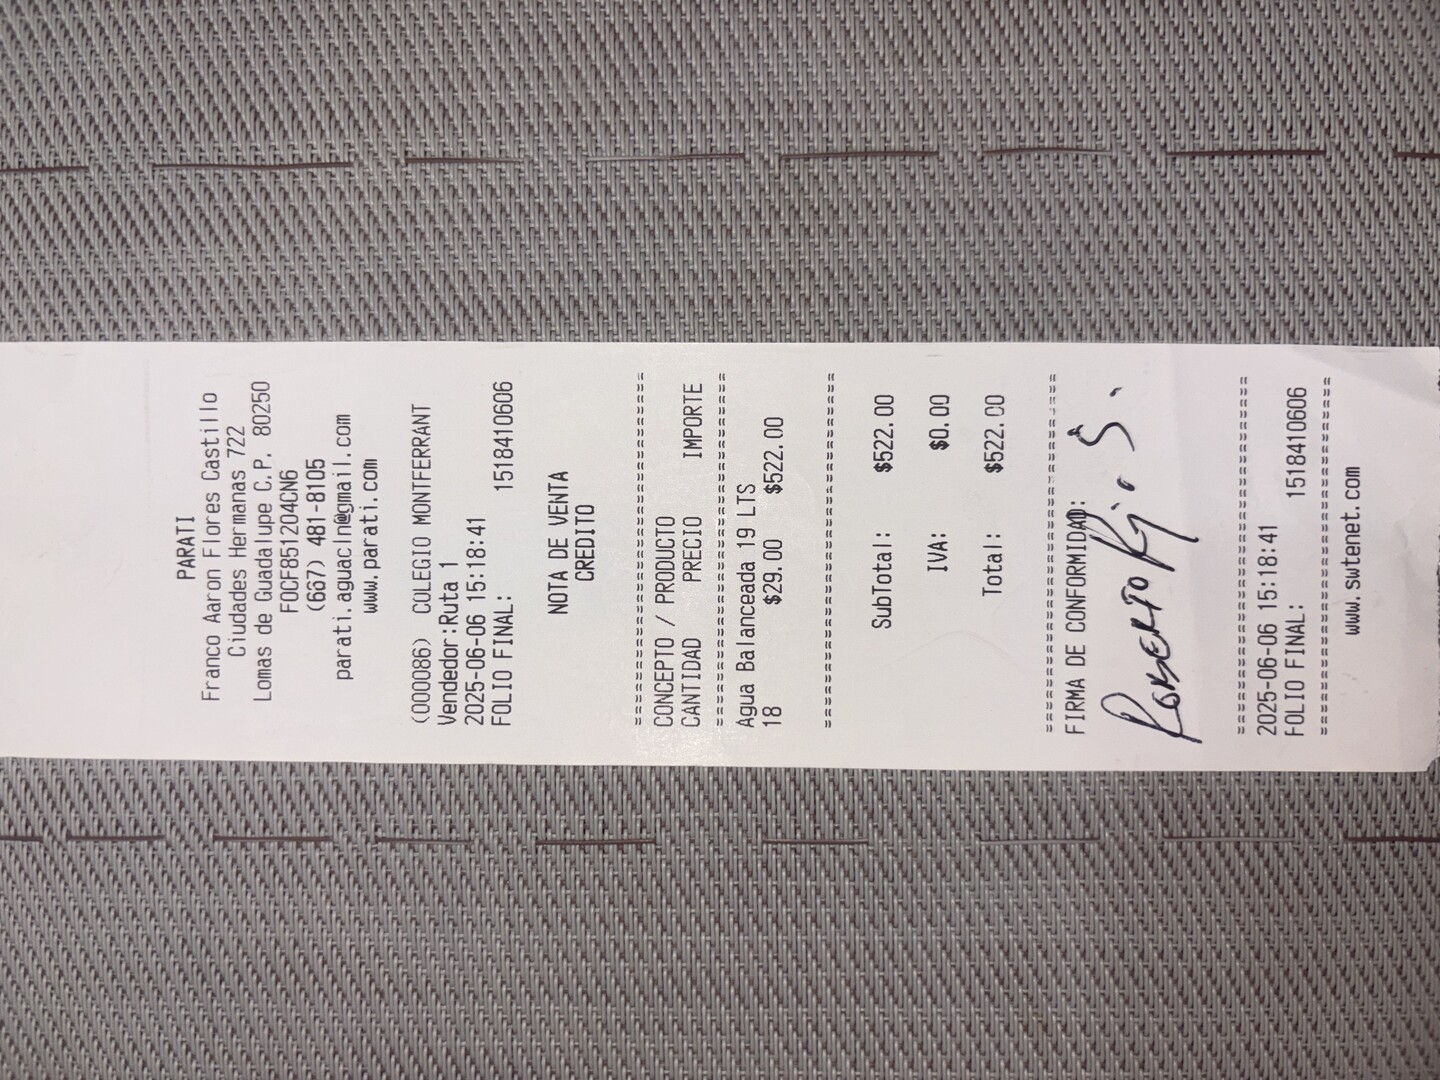 PARATI
Franco Aaron Flores Castillo
Ciudades Hermanas 722
Lomas de Guadalupe C.P. 80250
FOCF851204CN6
(667) 481-8105
parati.aguacln@gmail.com
www.parati.com
(000086) COLEGIO MONTFERRANT
Vendedor:Ruta 1
2025-06-06 15:18:41
FOLIO FINAL: 1518410606
NOTA DE VENTA
CREDITO
==============================
CONCEPTO / PRODUCTO
CANTIDAD PRECIO IMPORTE
==============================
Agua Balanceada 19 LTS
18 $29.00 $522.00
==============================
SubTotal: $522.00
IVA: $0.00
Total: $522.00
==============================
FIRMA DE CONFORMIDAD:
Roberto
==============================
2025-06-06 15:18:41
FOLIO FINAL: 1518410606
==============================
www.swtenet.com